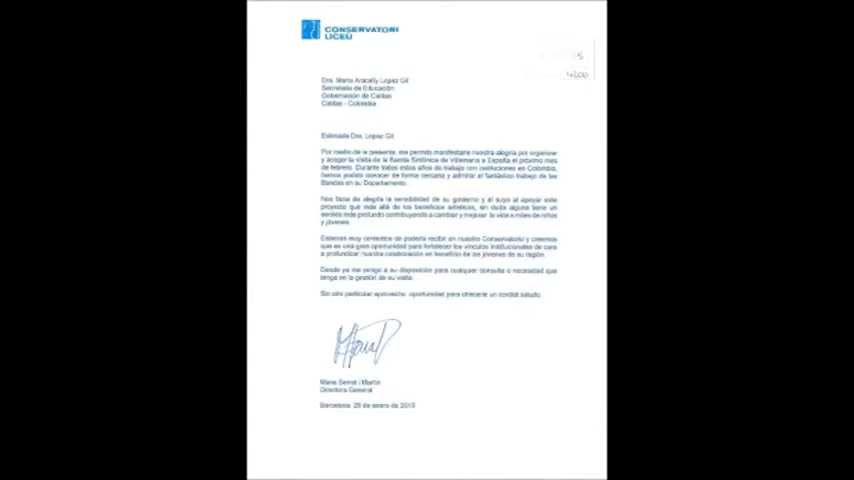 CONSERVATORI
LICEU
4200
Dra. María Aracelly Lopez Gil
Secretaria de Educación
Gobernación de Caldas
Caldas - Colombia
Estimada Dra. Lopez Gil
Por medio de la presente, me permito manifestarle nuestra alegría por organizar
y acoger la visita de la Banda Sinfónica de Villamaría a España el próximo mes
de febrero. Durante todos estos años de trabajo con instituciones en Colombia,
hemos podido conocer de forma cercana y admirar el fantástico trabajo de las
Bandas en su Departamento.
Nos llena de alegría la sensibilidad de su gobierno y el suyo al apoyar este
proyecto que más allá de los beneficios artísticos, sin duda alguna tiene un
sentido más profundo contribuyendo a cambiar y mejorar la vida a miles de niños
y jóvenes.
Estamos muy contentos de poderla recibir en nuestro Conservatorio y creemos
que es una gran oportunidad para fortalecer los vínculos institucionales de cara
a profundizar nuestra colaboración en beneficio de los jóvenes de su región.
Desde ya me pongo a su disposición para cualquier consulta o necesidad que
tenga en la gestión de su visita.
Sin otro particular aprovecho oportunidad para ofrecerle un cordial saludo.
Maria Serrat i Martín
Directora General
Barcelona 26 de enero de 2015